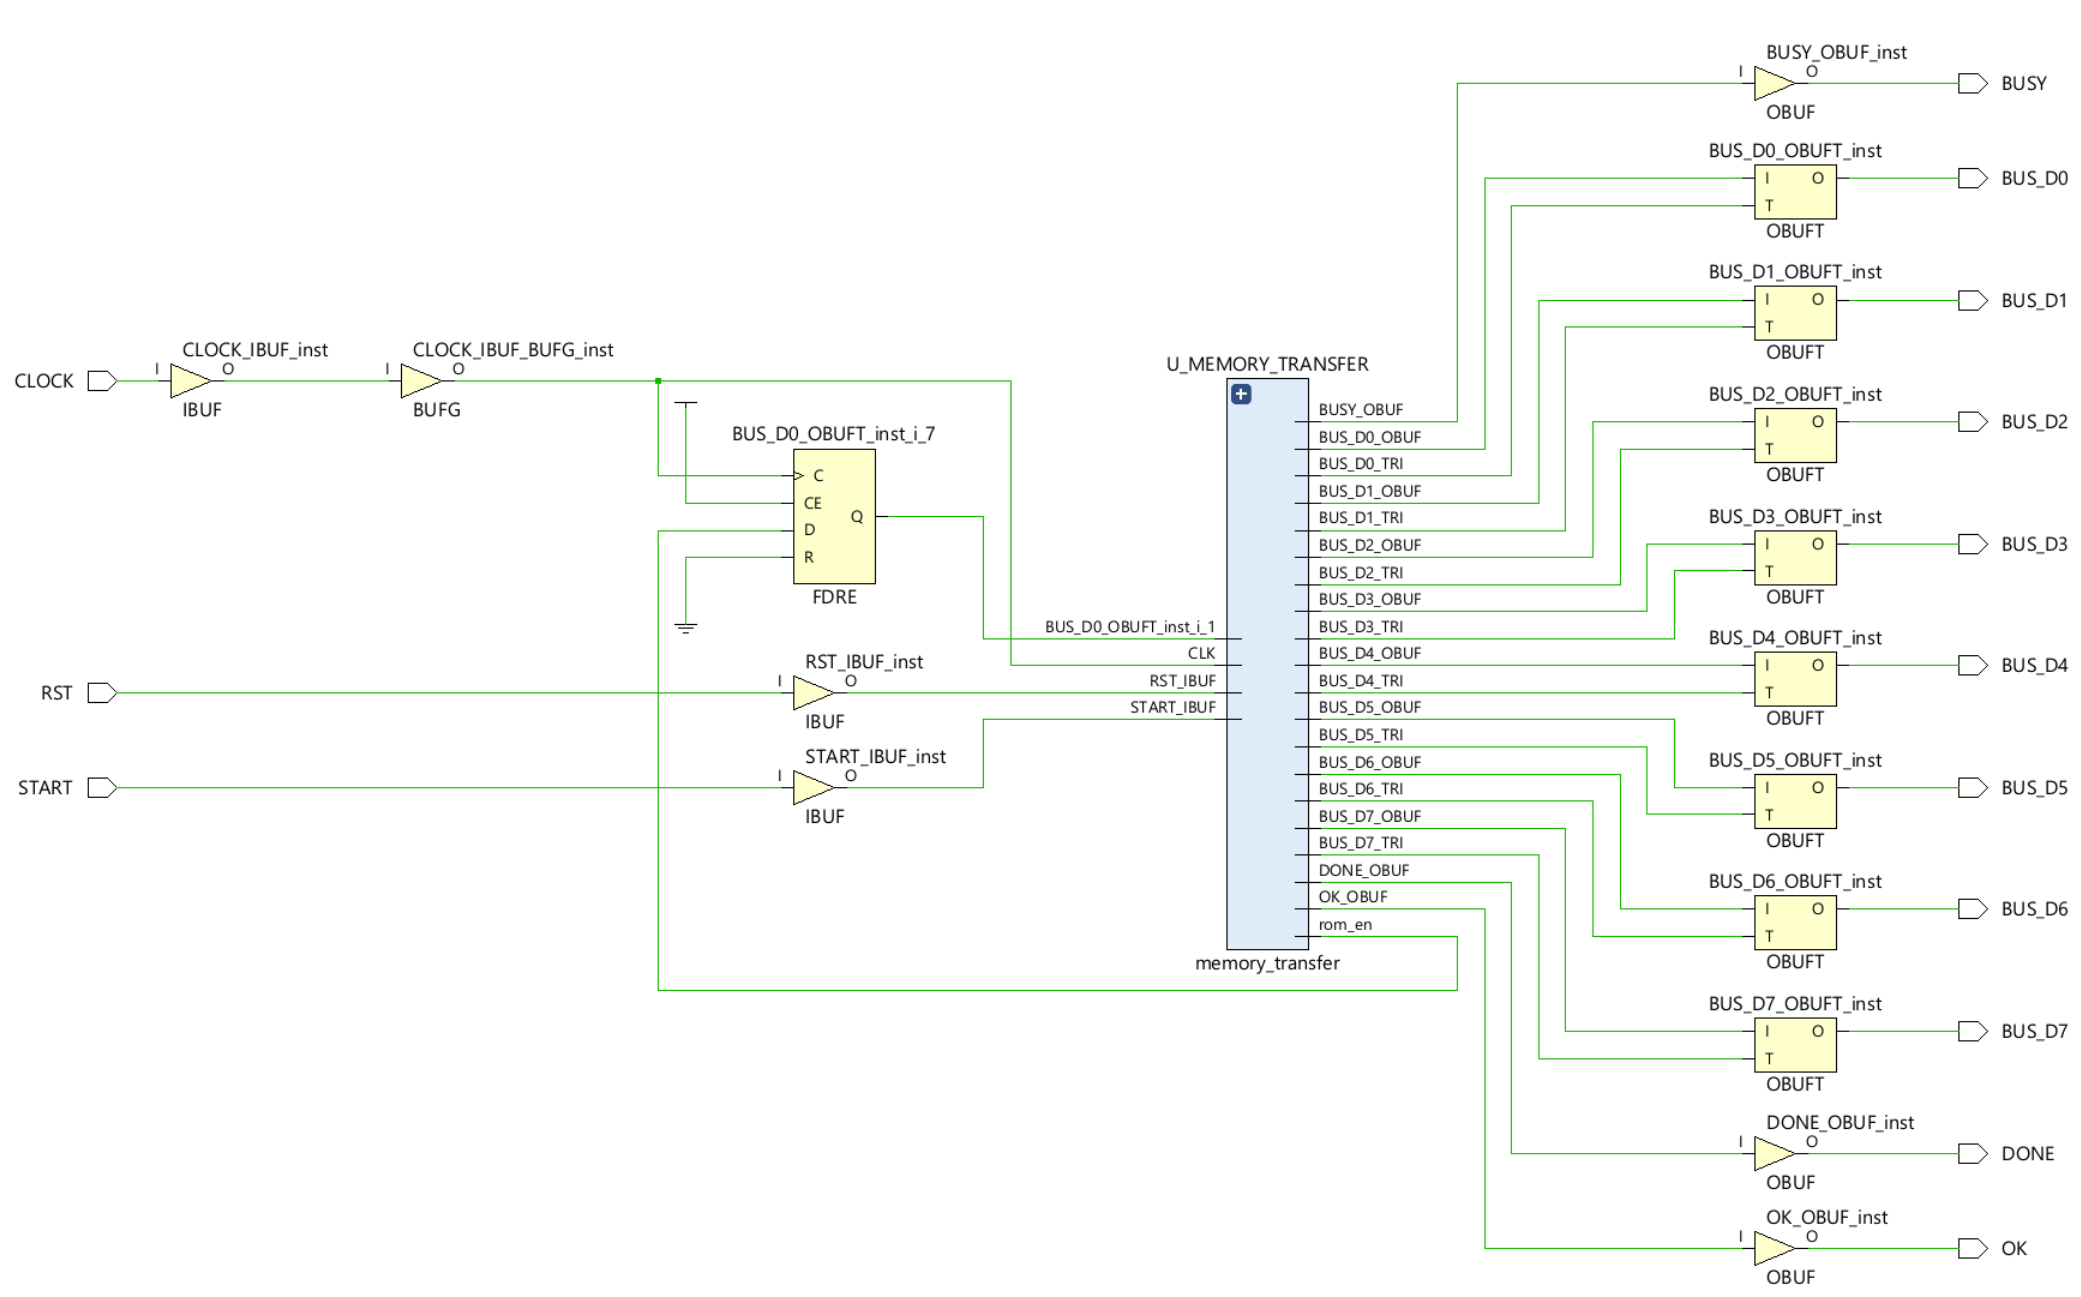 CLOCK
I
CLOCK_IBUF_inst
O
IBUF
I
CLOCK_IBUF_BUFG_inst
O
BUFG
BUS_D0_OBUFT_inst_i_7
C
CE
D
R
Q
FDRE
RST
I
RST_IBUF_inst
O
IBUF
START
I
START_IBUF_inst
O
IBUF
U_MEMORY_TRANSFER
BUS_D0_OBUFT_inst_i_1
CLK
RST_IBUF
START_IBUF
BUSY_OBUF
BUS_D0_OBUF
BUS_D0_TRI
BUS_D1_OBUF
BUS_D1_TRI
BUS_D2_OBUF
BUS_D2_TRI
BUS_D3_OBUF
BUS_D3_TRI
BUS_D4_OBUF
BUS_D4_TRI
BUS_D5_OBUF
BUS_D5_TRI
BUS_D6_OBUF
BUS_D6_TRI
BUS_D7_OBUF
BUS_D7_TRI
DONE_OBUF
OK_OBUF
rom_en
memory_transfer
BUSY_OBUF_inst
I
O
OBUF
BUSY
BUS_D0_OBUFT_inst
I
O
T
OBUFT
BUS_D0
BUS_D1_OBUFT_inst
I
O
T
OBUFT
BUS_D1
BUS_D2_OBUFT_inst
I
O
T
OBUFT
BUS_D2
BUS_D3_OBUFT_inst
I
O
T
OBUFT
BUS_D3
BUS_D4_OBUFT_inst
I
O
T
OBUFT
BUS_D4
BUS_D5_OBUFT_inst
I
O
T
OBUFT
BUS_D5
BUS_D6_OBUFT_inst
I
O
T
OBUFT
BUS_D6
BUS_D7_OBUFT_inst
I
O
T
OBUFT
BUS_D7
DONE_OBUF_inst
I
O
OBUF
DONE
OK_OBUF_inst
I
O
OBUF
OK